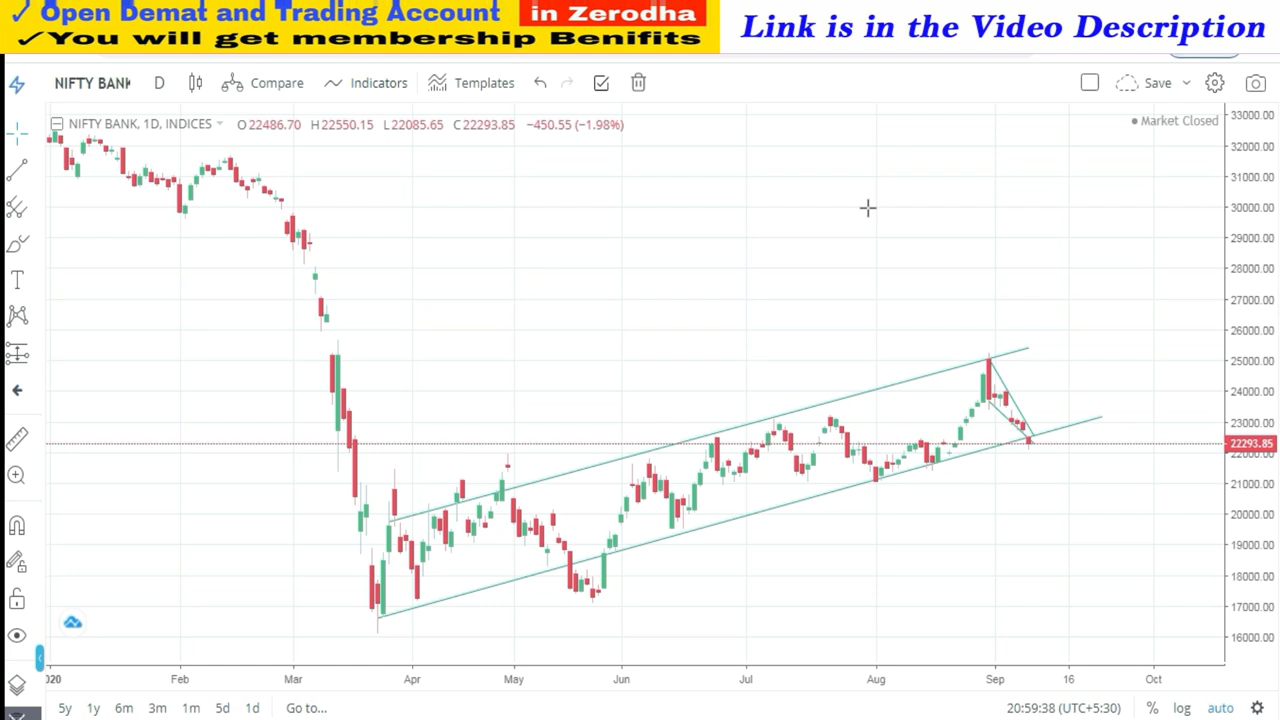 ✓ Open Demat and Trading Account in Zerodha
✓You will get membership Benifits
Link is in the Video Description
NIFTY BANK D Compare Indicators Templates Save
NIFTY BANK, 1D, INDICES O22486.70 H22550.15 L22085.65 C22293.85 −450.55 (−1.98%)
Market Closed
33000.00
32000.00
31000.00
30000.00
29000.00
28000.00
27000.00
26000.00
25000.00
24000.00
23000.00
22293.85
22000.00
21000.00
20000.00
19000.00
18000.00
17000.00
16000.00
2020 Feb Mar Apr May Jun Jul Aug Sep 16 Oct
5y 1y 6m 3m 1m 5d 1d Go to... 20:59:38 (UTC+5:30) % log auto